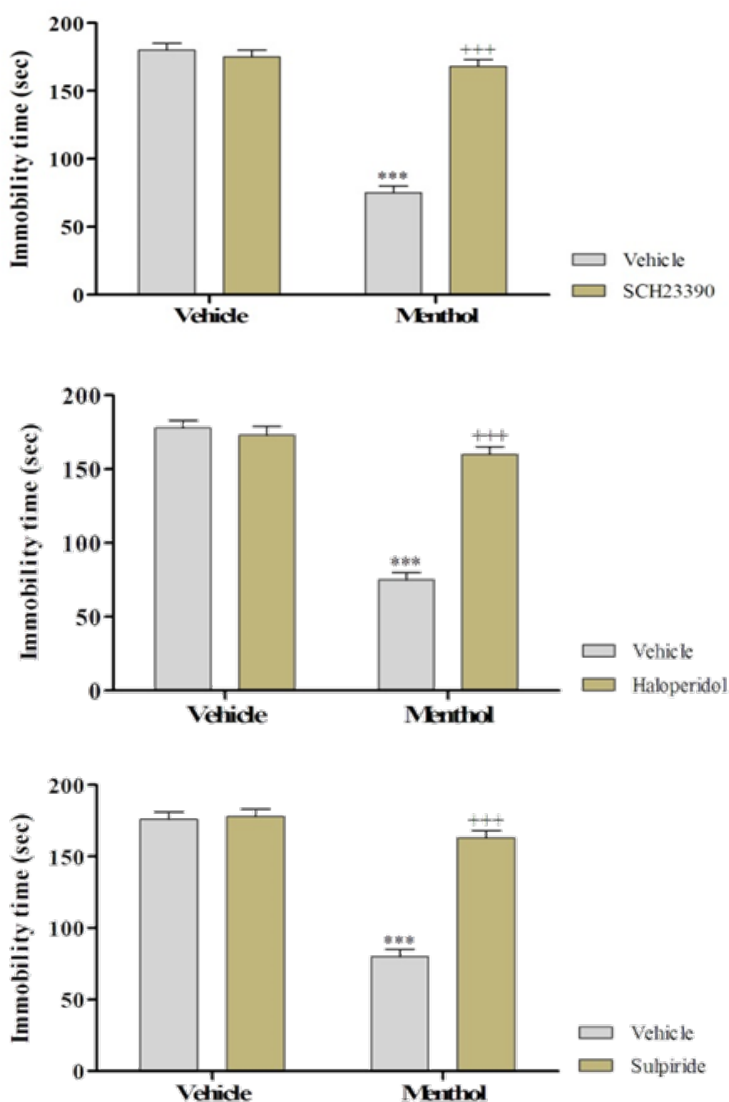 200
150
100
50
0
Immobility time (sec)
***
+++
Vehicle
Menthol
Vehicle
SCH23390
200
150
100
50
0
Immobility time (sec)
***
+++
Vehicle
Menthol
Vehicle
Haloperidol
200
150
100
50
0
Immobility time (sec)
***
+++
Vehicle
Menthol
Vehicle
Sulpiride